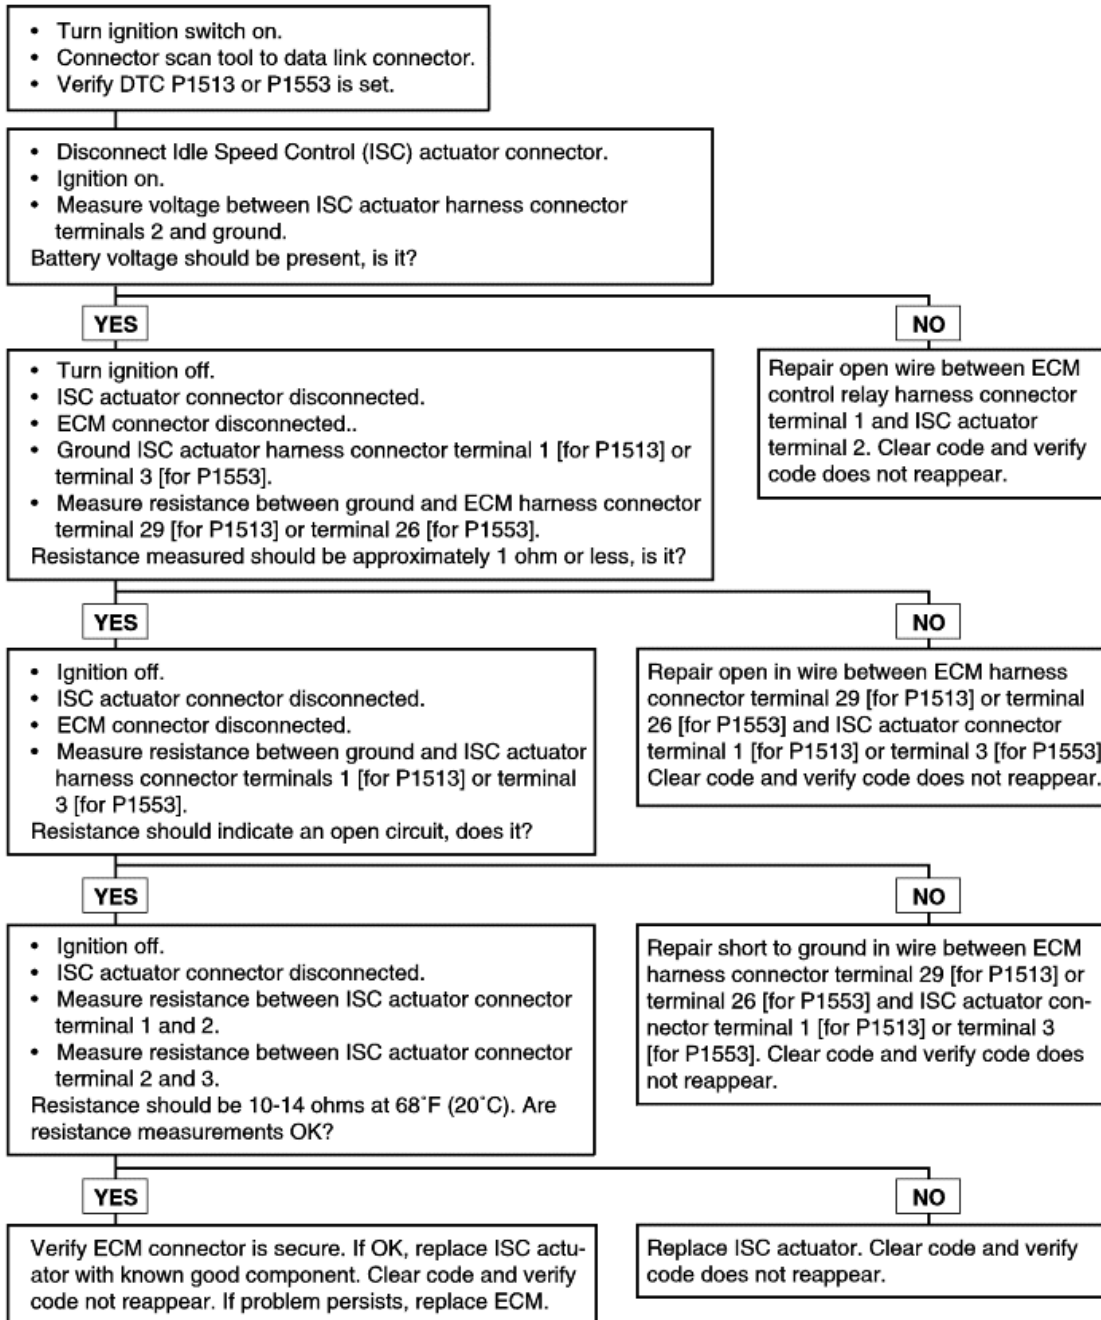 • Turn ignition switch on.
• Connector scan tool to data link connector.
• Verify DTC P1513 or P1553 is set.
• Disconnect Idle Speed Control (ISC) actuator connector.
• Ignition on.
• Measure voltage between ISC actuator harness connector
terminals 2 and ground.
Battery voltage should be present, is it?
YES
NO
• Turn ignition off.
• ISC actuator connector disconnected.
• ECM connector disconnected..
• Ground ISC actuator harness connector terminal 1 [for P1513] or
terminal 3 [for P1553].
• Measure resistance between ground and ECM harness connector
terminal 29 [for P1513] or terminal 26 [for P1553].
Resistance measured should be approximately 1 ohm or less, is it?
Repair open wire between ECM
control relay harness connector
terminal 1 and ISC actuator
terminal 2. Clear code and verify
code does not reappear.
YES
NO
• Ignition off.
• ISC actuator connector disconnected.
• ECM connector disconnected.
• Measure resistance between ground and ISC actuator
harness connector terminals 1 [for P1513] or terminal
3 [for P1553].
Resistance should indicate an open circuit, does it?
Repair open in wire between ECM harness
connector terminal 29 [for P1513] or terminal
26 [for P1553] and ISC actuator connector
terminal 1 [for P1513] or terminal 3 [for P1553]
Clear code and verify code does not reappear.
YES
NO
• Ignition off.
• ISC actuator connector disconnected.
• Measure resistance between ISC actuator connector
terminal 1 and 2.
• Measure resistance between ISC actuator connector
terminal 2 and 3.
Resistance should be 10-14 ohms at 68˚F (20˚C). Are
resistance measurements OK?
Repair short to ground in wire between ECM
harness connector terminal 29 [for P1513] or
terminal 26 [for P1553] and ISC actuator con-
nector terminal 1 [for P1513] or terminal 3
[for P1553]. Clear code and verify code does
not reappear.
YES
NO
Verify ECM connector is secure. If OK, replace ISC actu-
ator with known good component. Clear code and verify
code not reappear. If problem persists, replace ECM.
Replace ISC actuator. Clear code and verify
code does not reappear.